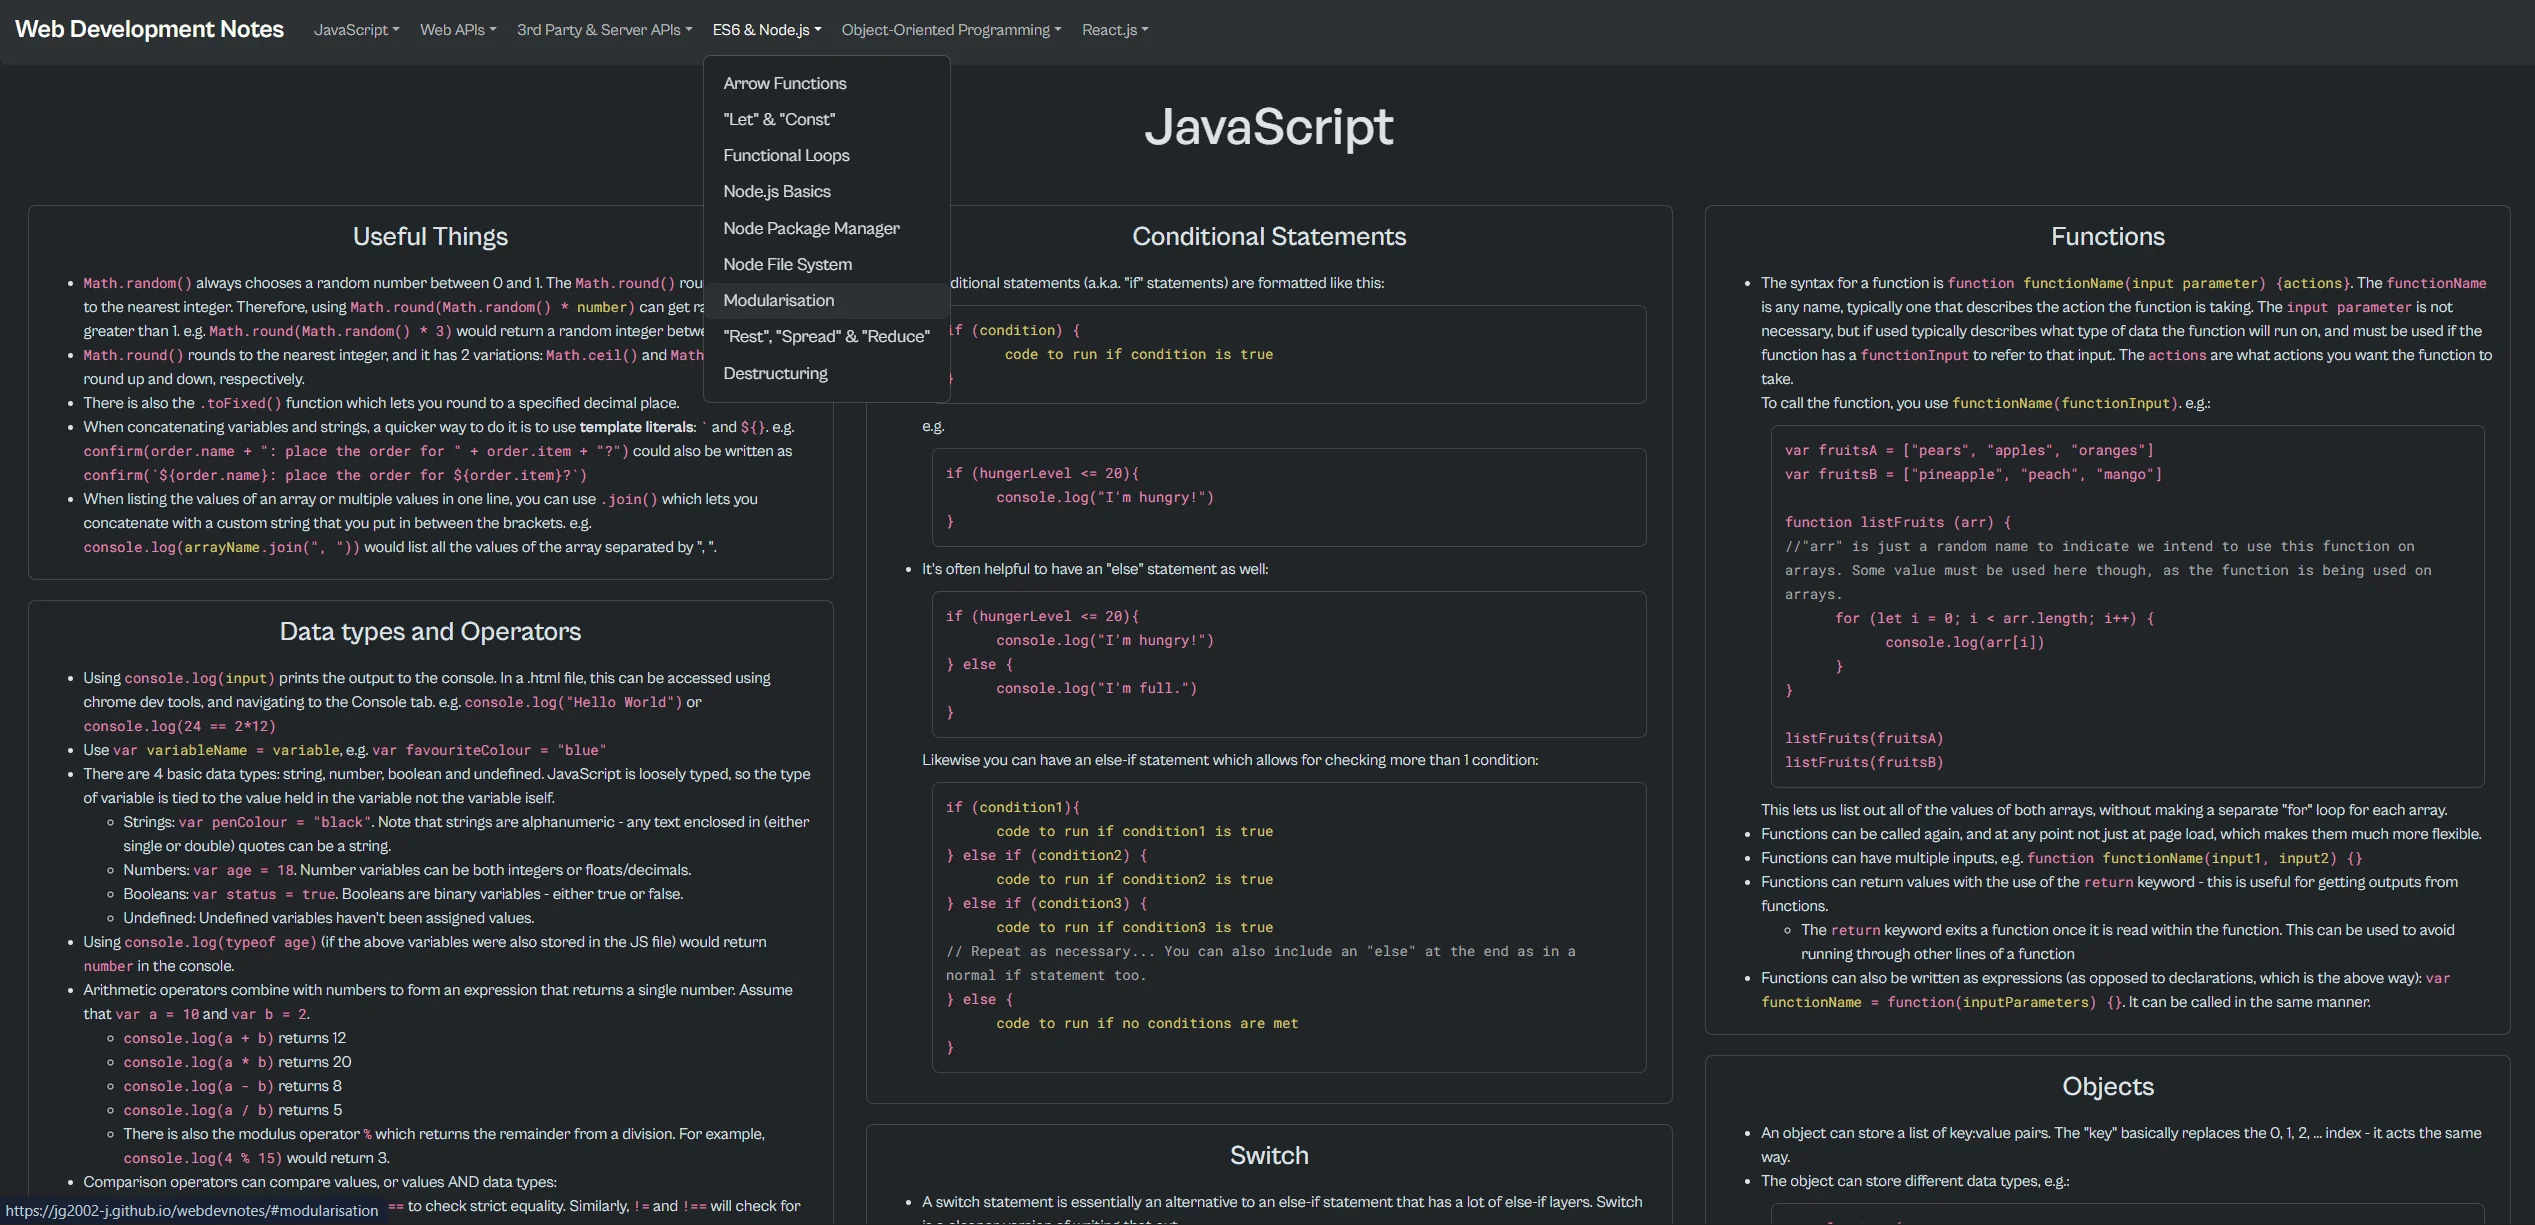 Web Development Notes
JavaScript
Web APIs
3rd Party & Server APIs
ES6 & Node.js
Object-Oriented Programming
React.js
Arrow Functions
"Let" & "Const"
Functional Loops
Node.js Basics
Node Package Manager
Node File System
Modularisation
"Rest", "Spread" & "Reduce"
Destructuring
JavaScript
Useful Things
Math.random() always chooses a random number between 0 and 1. The Math.round() rou
to the nearest integer. Therefore, using Math.round(Math.random() * number) can get ra
greater than 1. e.g. Math.round(Math.random() * 3) would return a random integer betwe
Math.round() rounds to the nearest integer, and it has 2 variations: Math.ceil() and Math
round up and down, respectively.
There is also the .toFixed() function which lets you round to a specified decimal place.
When concatenating variables and strings, a quicker way to do it is to use template literals: ` and ${}. e.g.
confirm(order.name + ": place the order for " + order.item + "?") could also be written as
confirm(`${order.name}: place the order for ${order.item}?`)
When listing the values of an array or multiple values in one line, you can use .join() which lets you
concatenate with a custom string that you put in between the brackets. e.g.
console.log(arrayName.join(", ")) would list all the values of the array separated by ", ".
Data types and Operators
Using console.log(input) prints the output to the console. In a .html file, this can be accessed using
chrome dev tools, and navigating to the Console tab. e.g. console.log("Hello World") or
console.log(24 == 2*12)
Use var variableName = variable, e.g. var favouriteColour = "blue"
There are 4 basic data types: string, number, boolean and undefined. JavaScript is loosely typed, so the type
of variable is tied to the value held in the variable not the variable iself.
Strings: var penColour = "black". Note that strings are alphanumeric - any text enclosed in (either
single or double) quotes can be a string.
Numbers: var age = 18. Number variables can be both integers or floats/decimals.
Booleans: var status = true. Booleans are binary variables - either true or false.
Undefined: Undefined variables haven't been assigned values.
Using console.log(typeof age) (if the above variables were also stored in the JS file) would return
number in the console.
Arithmetic operators combine with numbers to form an expression that returns a single number. Assume
that var a = 10 and var b = 2.
console.log(a + b) returns 12
console.log(a * b) returns 20
console.log(a - b) returns 8
console.log(a / b) returns 5
There is also the modulus operator % which returns the remainder from a division. For example,
console.log(4 % 15) would return 3.
Comparison operators can compare values, or values AND data types:
== to check strict equality. Similarly, != and !== will check for
https://jg2002-j.github.io/webdevnotes/#modularisation
Conditional Statements
ditional statements (a.k.a. "if" statements) are formatted like this:
if (condition) {
code to run if condition is true
}
e.g.
if (hungerLevel <= 20){
console.log("I'm hungry!")
}
It's often helpful to have an "else" statement as well:
if (hungerLevel <= 20){
console.log("I'm hungry!")
} else {
console.log("I'm full.")
}
Likewise you can have an else-if statement which allows for checking more than 1 condition:
if (condition1){
code to run if condition1 is true
} else if (condition2) {
code to run if condition2 is true
} else if (condition3) {
code to run if condition3 is true
// Repeat as necessary... You can also include an "else" at the end as in a
normal if statement too.
} else {
code to run if no conditions are met
}
Switch
A switch statement is essentially an alternative to an else-if statement that has a lot of else-if layers. Switch
Functions
The syntax for a function is function functionName(input parameter) {actions}. The functionName
is any name, typically one that describes the action the function is taking. The input parameter is not
necessary, but if used typically describes what type of data the function will run on, and must be used if the
function has a functionInput to refer to that input. The actions are what actions you want the function to
take.
To call the function, you use functionName(functionInput). e.g.:
var fruitsA = ["pears", "apples", "oranges"]
var fruitsB = ["pineapple", "peach", "mango"]
function listFruits (arr) {
//"arr" is just a random name to indicate we intend to use this function on
arrays. Some value must be used here though, as the function is being used on
arrays.
for (let i = 0; i < arr.length; i++) {
console.log(arr[i])
}
}
listFruits(fruitsA)
listFruits(fruitsB)
This lets us list out all of the values of both arrays, without making a separate "for" loop for each array.
Functions can be called again, and at any point not just at page load, which makes them much more flexible.
Functions can have multiple inputs, e.g. function functionName(input1, input2) {}
Functions can return values with the use of the return keyword - this is useful for getting outputs from
functions.
The return keyword exits a function once it is read within the function. This can be used to avoid
running through other lines of a function
Functions can also be written as expressions (as opposed to declarations, which is the above way): var
functionName = function(inputParameters) {}. It can be called in the same manner.
Objects
An object can store a list of key:value pairs. The "key" basically replaces the 0, 1, 2, ... index - it acts the same
way.
The object can store different data types, e.g.: